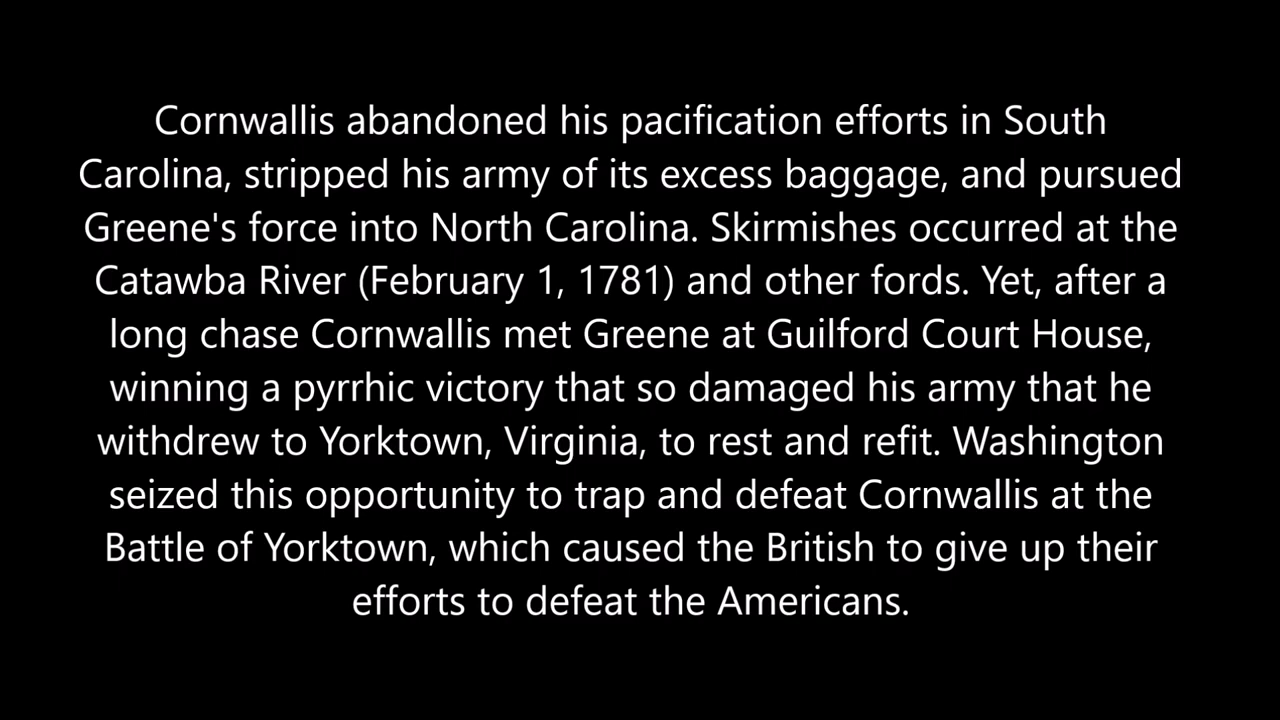 Cornwallis abandoned his pacification efforts in South
Carolina, stripped his army of its excess baggage, and pursued
Greene's force into North Carolina. Skirmishes occurred at the
Catawba River (February 1, 1781) and other fords. Yet, after a
long chase Cornwallis met Greene at Guilford Court House,
winning a pyrrhic victory that so damaged his army that he
withdrew to Yorktown, Virginia, to rest and refit. Washington
seized this opportunity to trap and defeat Cornwallis at the
Battle of Yorktown, which caused the British to give up their
efforts to defeat the Americans.